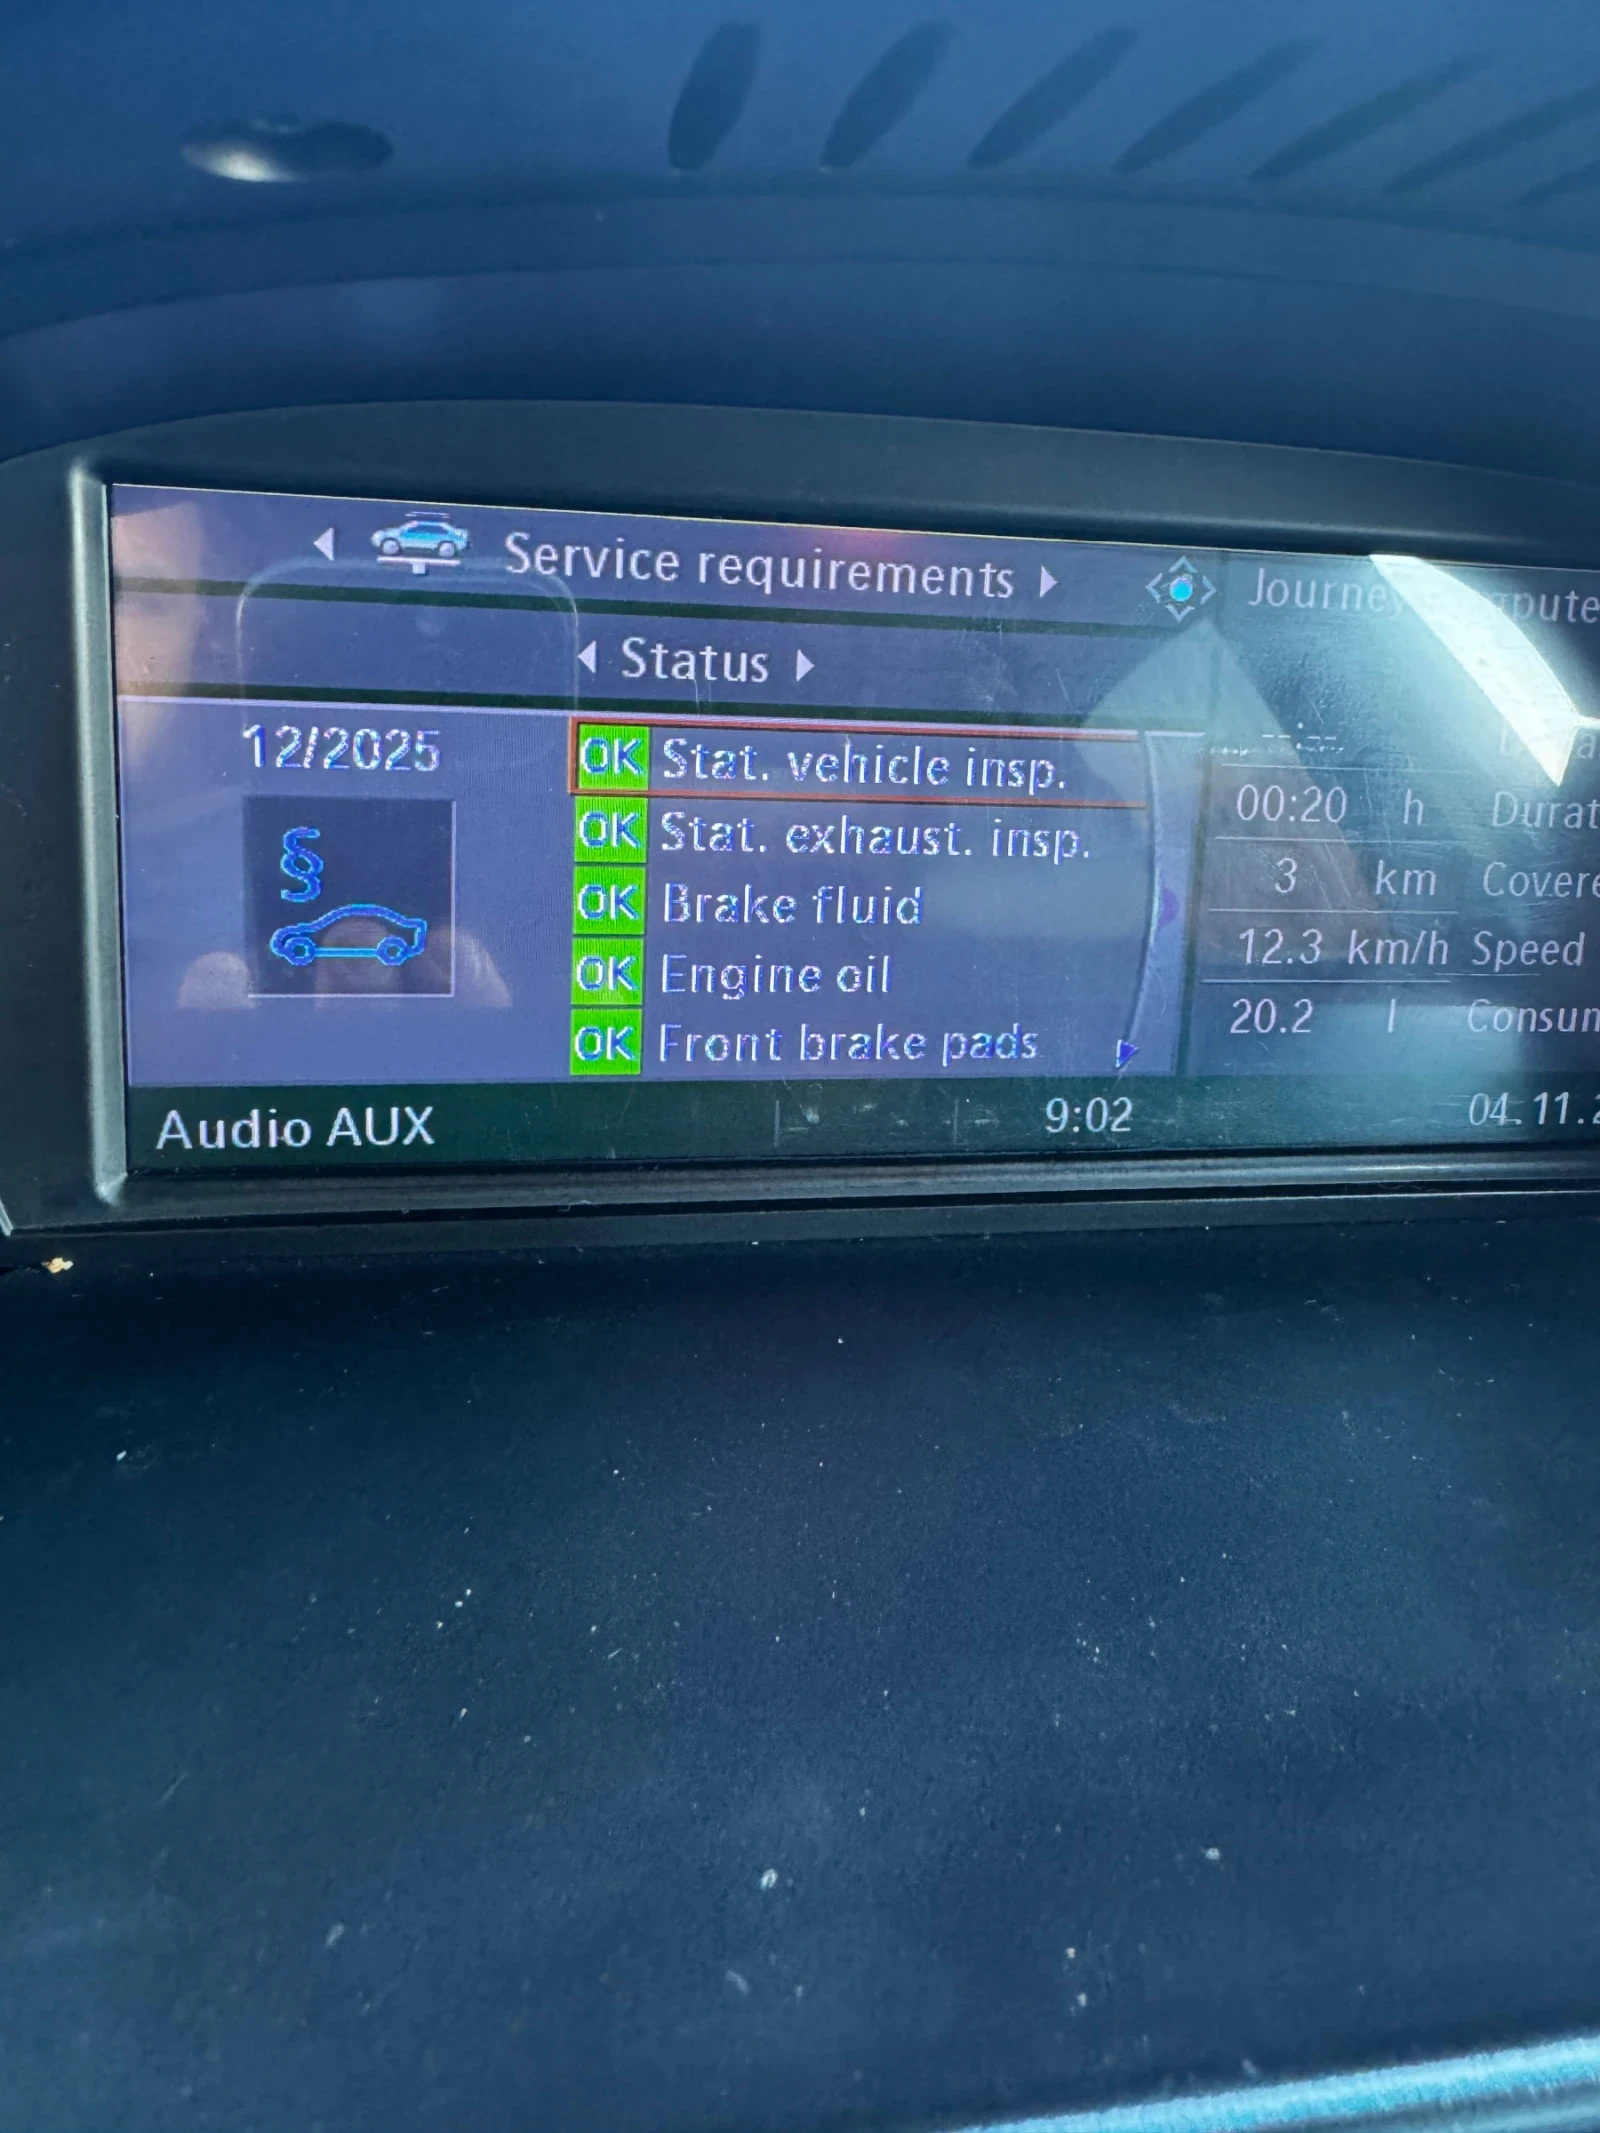 Service requirements
Status
12/2025
OK Stat. vehicle insp.
OK Stat. exhaust. insp.
§
OK Brake fluid
OK Engine oil
OK Front brake pads
Journey
00:20 h
3 km
12.3 km/h Speed
20.2 l
Audio AUX
9:02
04.11.